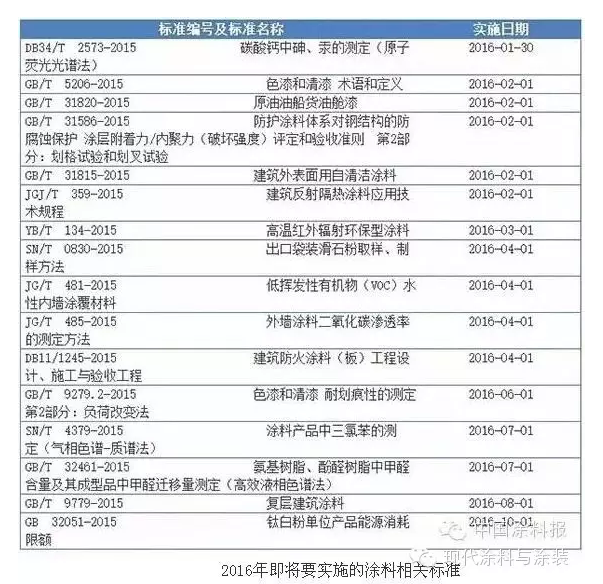 标准编号及标准名称 实施日期
DB34/T 2573-2015 碳酸钙中砷、汞的测定（原子 2016-01-30
荧光光谱法）
GB/T 5206-2015 色漆和清漆 术语和定义 2016-02-01
GB/T 31820-2015 原油油船货油舱漆 2016-02-01
GB/T 31586-2015 防护涂料体系对钢结构的防 2016-02-01
腐蚀保护 涂层附着力/内聚力（破坏强度）评定和验收准则 第2部
分：划格试验和划叉试验
GB/T 31815-2015 建筑外表面用自清洁涂料 2016-02-01
JGJ/T 359-2015 建筑反射隔热涂料应用技 2016-02-01
术规程
YB/T 134-2015 高温红外辐射环保型涂料 2016-03-01
SN/T 0830-2015 出口袋装滑石粉取样、制 2016-04-01
样方法
JG/T 481-2015 低挥发性有机物（VOC）水 2016-04-01
性内墙涂覆材料
JG/T 485-2015 外墙涂料二氧化碳渗透率 2016-04-01
的测定方法
DB11/1245-2015 建筑防火涂料（板）工程设 2016-04-01
计、施工与验收工程
GB/T 9279.2-2015 色漆和清漆 耐划痕性的测定 2016-06-01
第2部分：负荷改变法
SN/T 4379-2015 涂料产品中三氯苯的测 2016-07-01
定（气相色谱-质谱法）
GB/T 32461-2015 氨基树脂、酚醛树脂中甲醛 2016-07-01
含量及其成型品中甲醛迁移量测定（高效液相色谱法）
GB/T 9779-2015 复层建筑涂料 2016-08-01
GB 32051-2015 钛白粉单位产品能源消耗 2016-10-01
限额
中国涂料报
现代涂料与涂装
2016年即将要实施的涂料相关标准